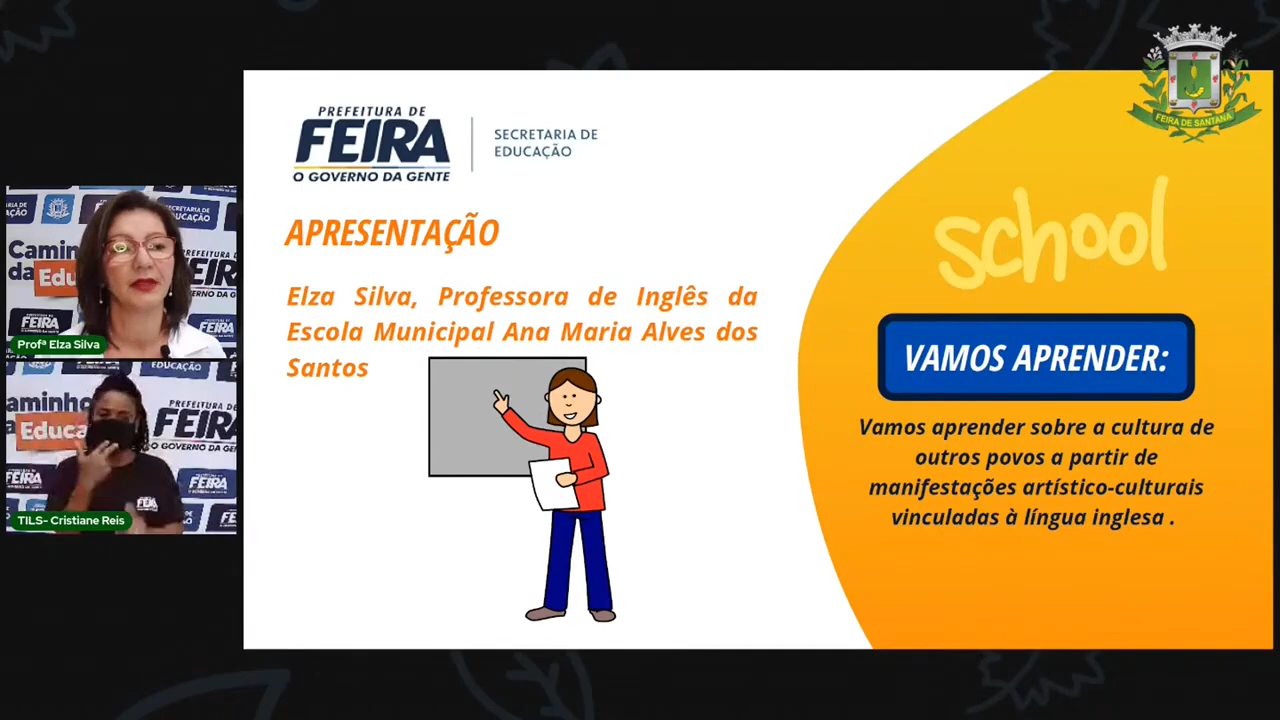 FEIRA DE SANTANA
PREFEITURA DE
FEIRA
O GOVERNO DA GENTE
SECRETARIA DE
EDUCAÇÃO
APRESENTAÇÃO
Elza Silva, Professora de Inglês da
Escola Municipal Ana Maria Alves dos
Santos
school
VAMOS APRENDER:
Vamos aprender sobre a cultura de
outros povos a partir de
manifestações artístico-culturais
vinculadas à língua inglesa .
Profª Elza Silva
TILS- Cristiane Reis